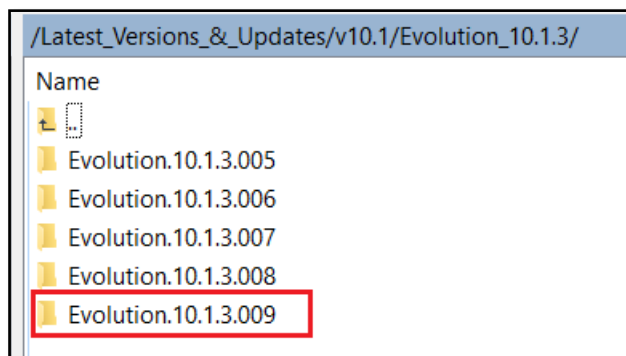 /Latest_Versions_&_Updates/v10.1/Evolution_10.1.3/
Name
..
Evolution.10.1.3.005
Evolution.10.1.3.006
Evolution.10.1.3.007
Evolution.10.1.3.008
Evolution.10.1.3.009